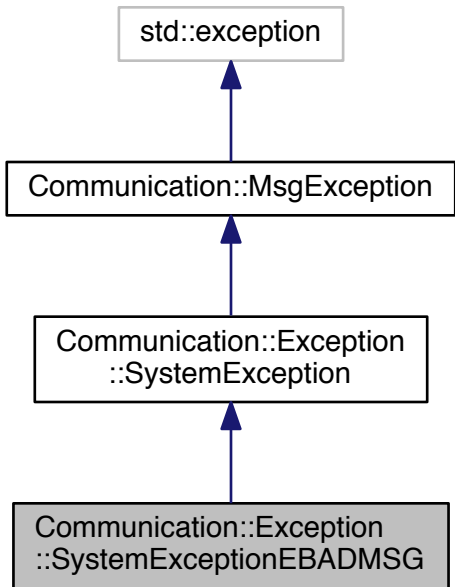 std::exception
Communication::MsgException
Communication::Exception
::SystemException
Communication::Exception
::SystemExceptionEBADMSG